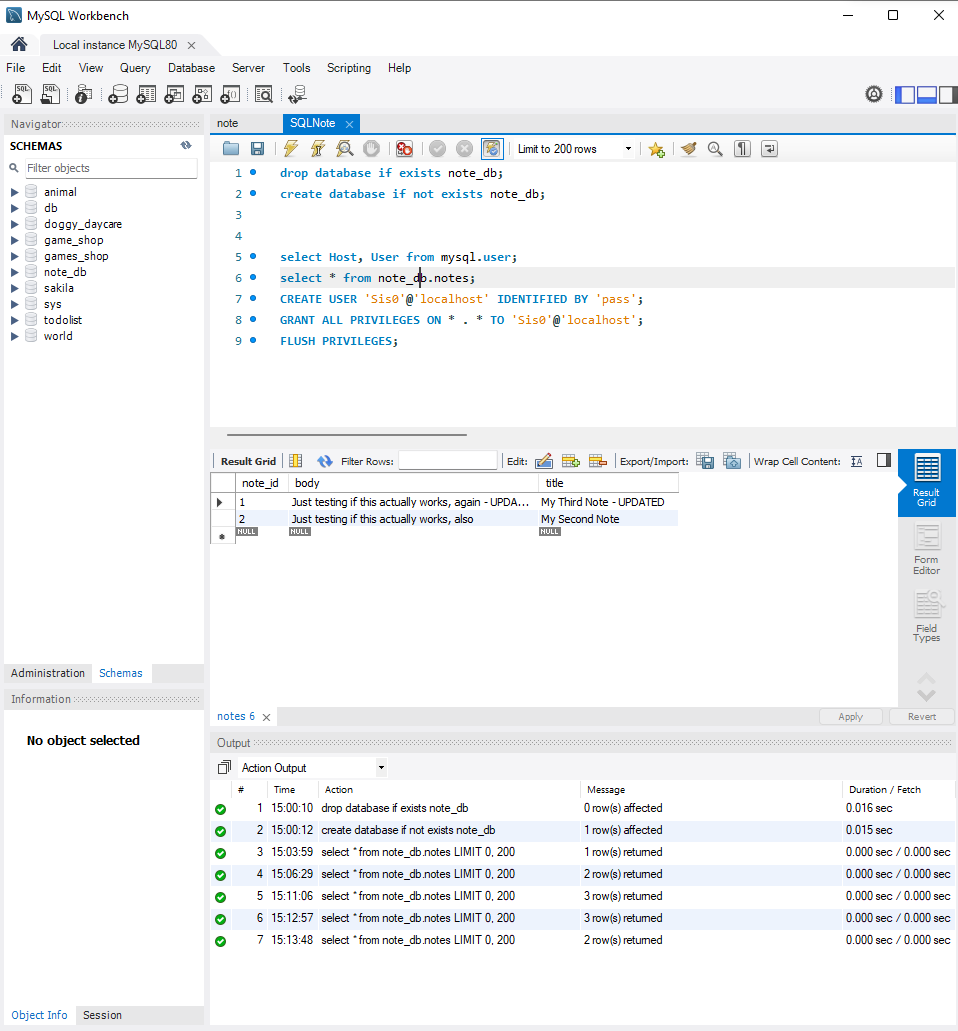 MySQL Workbench
Local instance MySQL80
File Edit View Query Database Server Tools Scripting Help
Navigator
SCHEMAS
Filter objects
animal
db
doggy_daycare
game_shop
games_shop
note_db
sakila
sys
todolist
world
Administration Schemas
Information
No object selected
Object Info Session
note SQLNote
Limit to 200 rows
1 drop database if exists note_db;
2 create database if not exists note_db;
3
4
5 select Host, User from mysql.user;
6 select * from note_db.notes;
7 CREATE USER 'Sis0'@'localhost' IDENTIFIED BY 'pass';
8 GRANT ALL PRIVILEGES ON * . * TO 'Sis0'@'localhost';
9 FLUSH PRIVILEGES;
Result Grid Filter Rows: Edit: Export/Import: Wrap Cell Content:
note_id body title
1 Just testing if this actually works, again - UPDA... My Third Note - UPDATED
2 Just testing if this actually works, also My Second Note
NULL NULL NULL
Result
Grid
Form
Editor
Field
Types
notes 6 Apply Revert
Output
Action Output
# Time Action Message Duration / Fetch
1 15:00:10 drop database if exists note_db 0 row(s) affected 0.016 sec
2 15:00:12 create database if not exists note_db 1 row(s) affected 0.015 sec
3 15:03:59 select * from note_db.notes LIMIT 0, 200 1 row(s) returned 0.000 sec / 0.000 sec
4 15:06:29 select * from note_db.notes LIMIT 0, 200 2 row(s) returned 0.000 sec / 0.000 sec
5 15:11:06 select * from note_db.notes LIMIT 0, 200 3 row(s) returned 0.000 sec / 0.000 sec
6 15:12:57 select * from note_db.notes LIMIT 0, 200 3 row(s) returned 0.000 sec / 0.000 sec
7 15:13:48 select * from note_db.notes LIMIT 0, 200 2 row(s) returned 0.000 sec / 0.000 sec